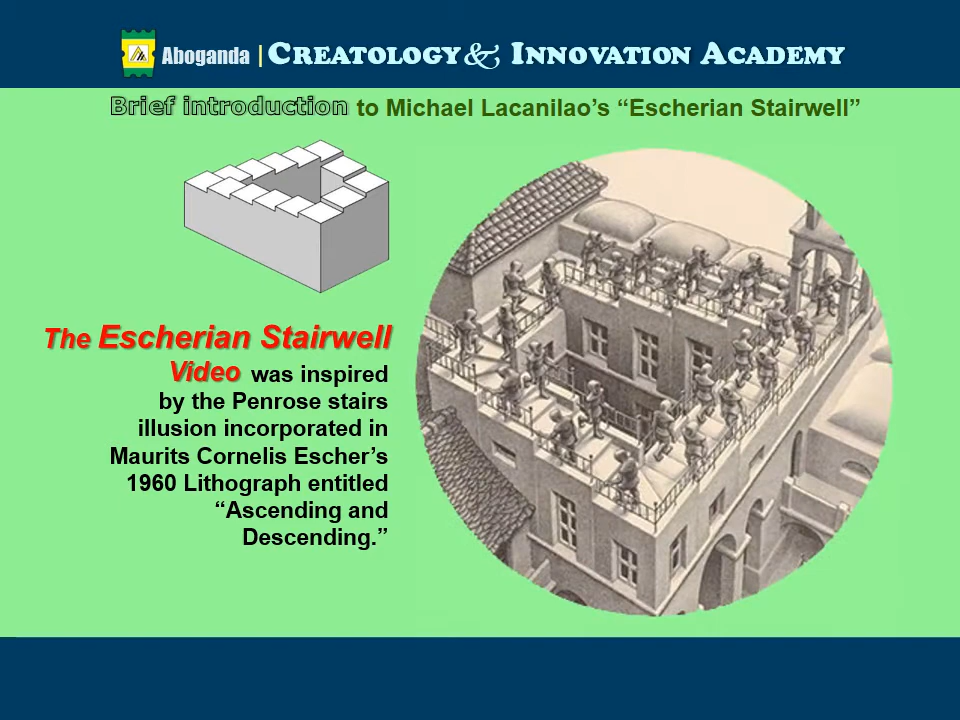 Aboganda | CREATOLOGY & INNOVATION ACADEMY
Brief introduction to Michael Lacanilao’s “Escherian Stairwell”
The Escherian Stairwell
Video was inspired
by the Penrose stairs
illusion incorporated in
Maurits Cornelis Escher’s
1960 Lithograph entitled
“Ascending and
Descending.”